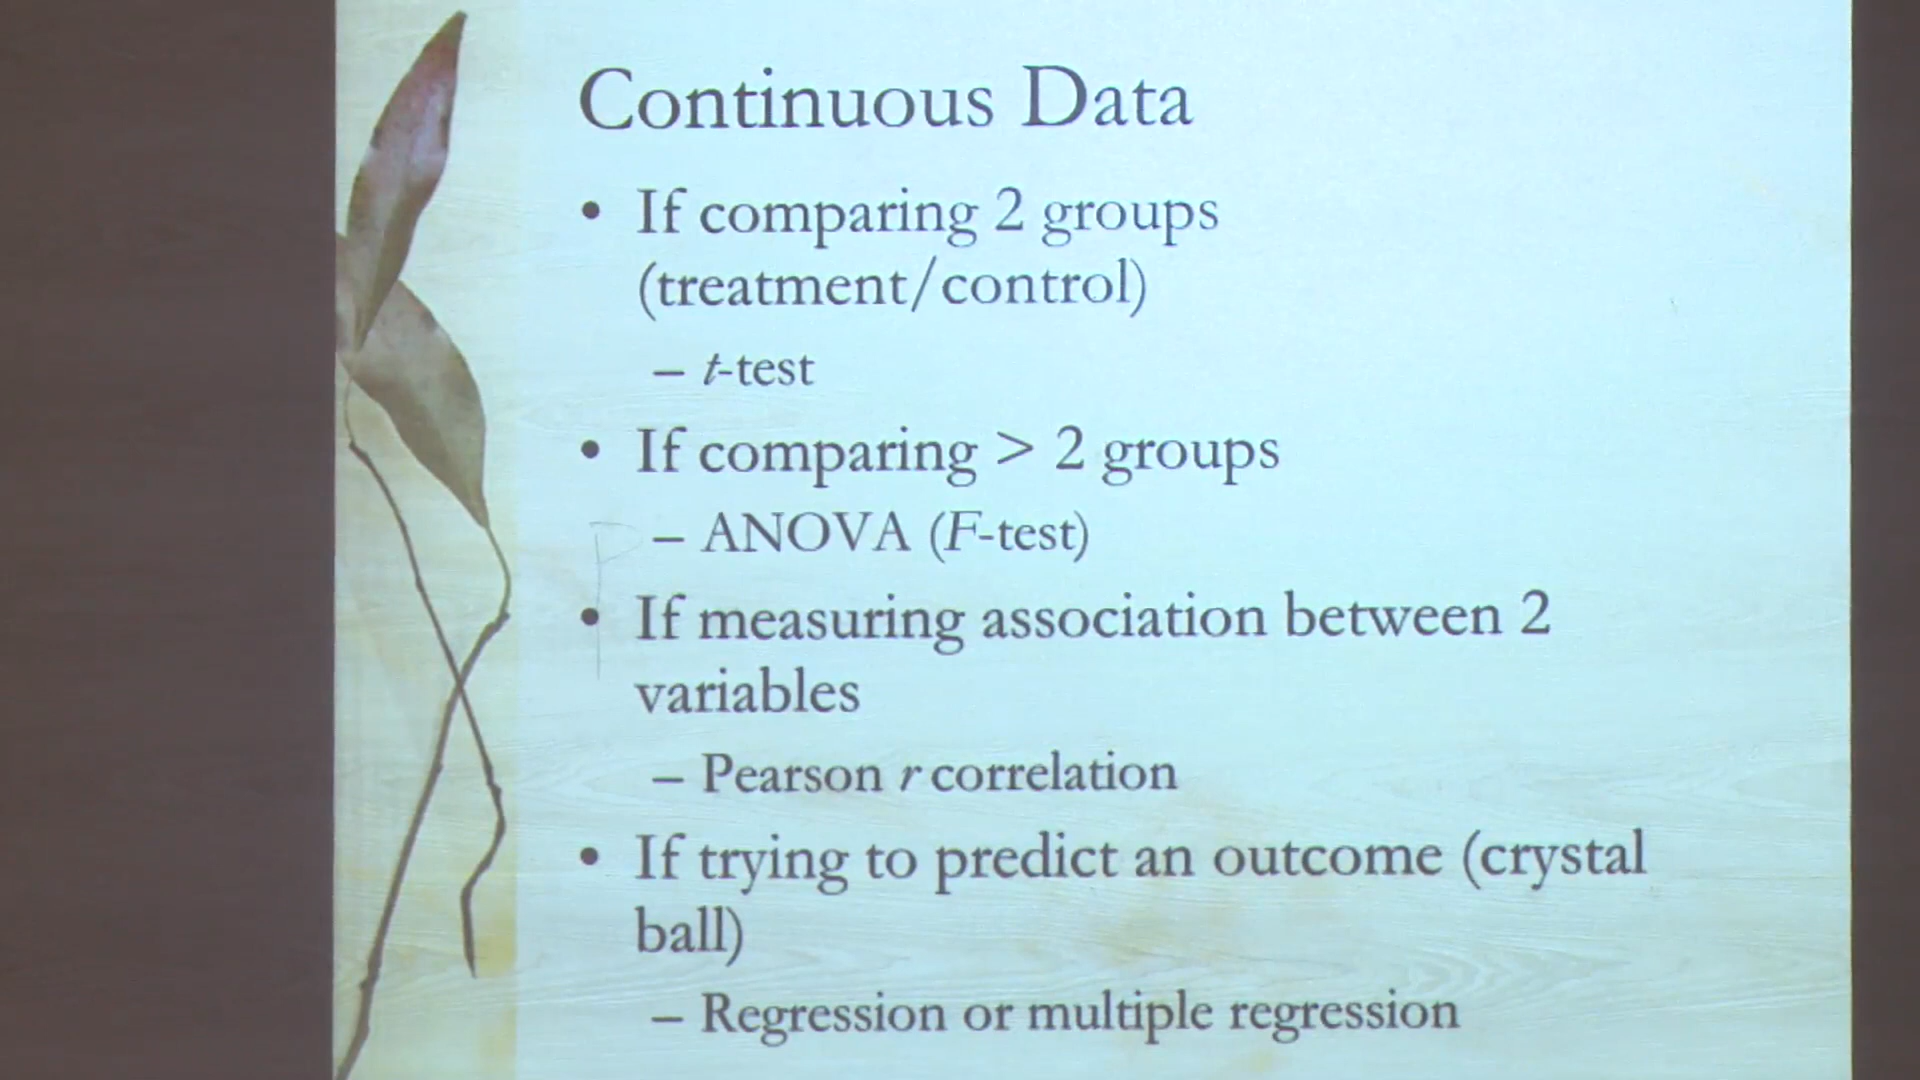 Continuous Data
• If comparing 2 groups
(treatment/control)
– t-test
• If comparing > 2 groups
– ANOVA (F-test)
• If measuring association between 2
variables
– Pearson r correlation
• If trying to predict an outcome (crystal
ball)
– Regression or multiple regression